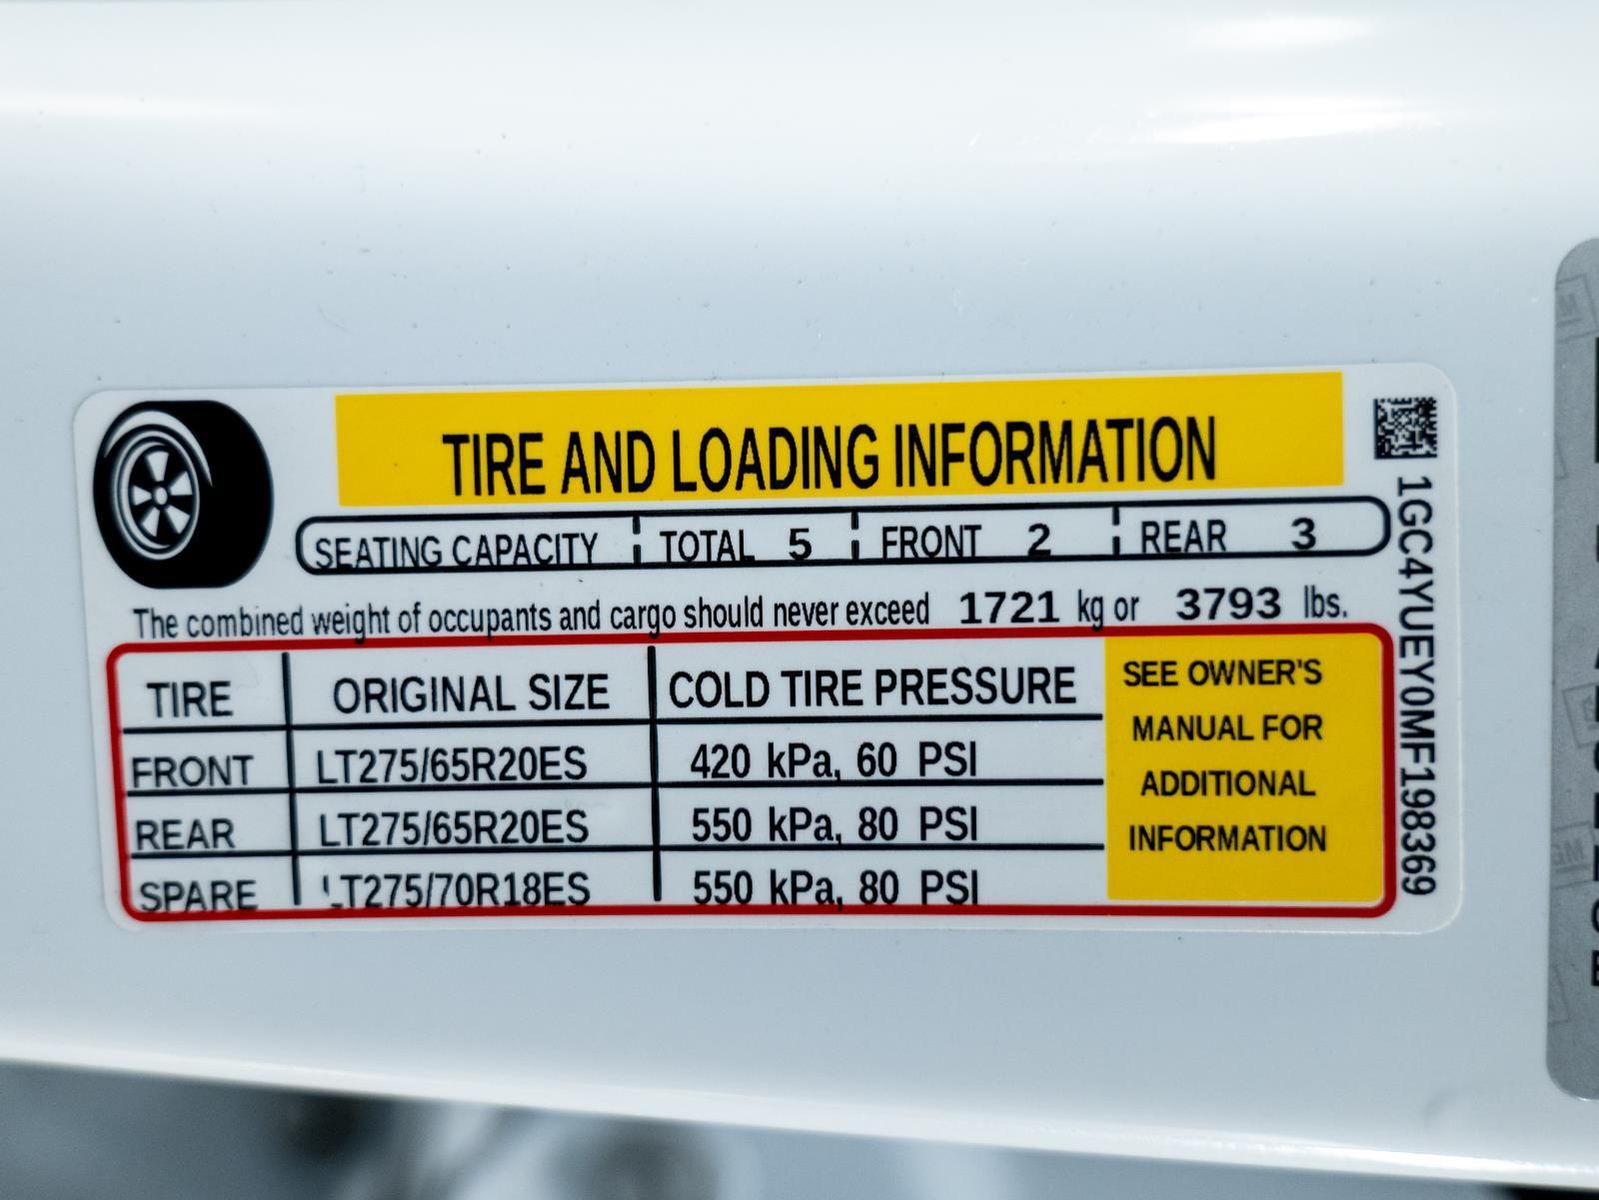 TIRE AND LOADING INFORMATION
SEATING CAPACITY TOTAL 5 FRONT 2 REAR 3
The combined weight of occupants and cargo should never exceed 1721 kg or 3793 lbs.
TIRE ORIGINAL SIZE COLD TIRE PRESSURE
FRONT LT275/65R20ES 420 kPa, 60 PSI
REAR LT275/65R20ES 550 kPa, 80 PSI
SPARE LT275/70R18ES 550 kPa, 80 PSI
SEE OWNER'S
MANUAL FOR
ADDITIONAL
INFORMATION
1GC4YUEY0MF198369
GM